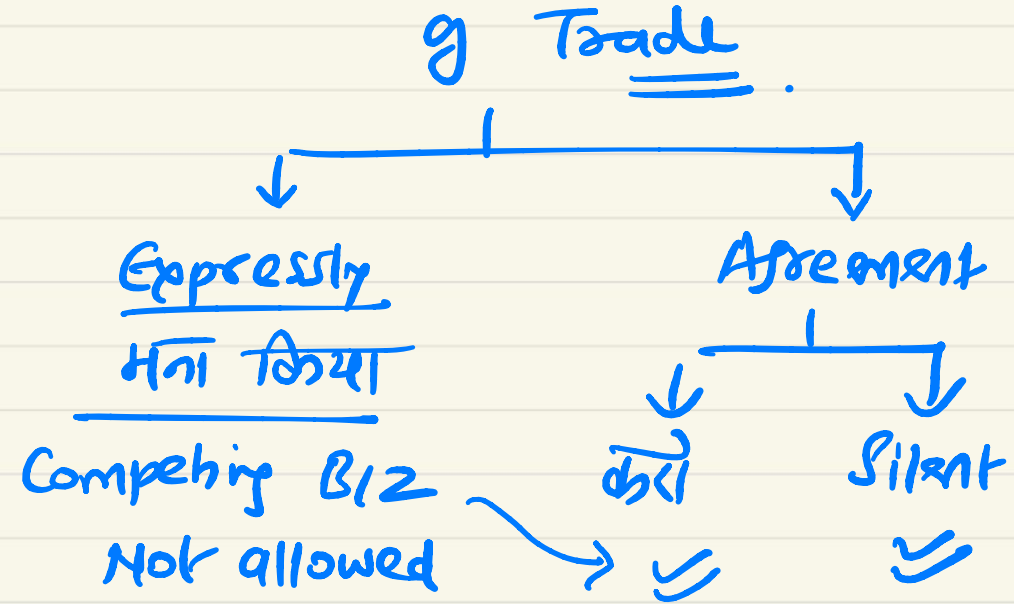 g Trade.
Expressly
मना किया
Competing Biz
Not allowed
Agreement
करो
Silent